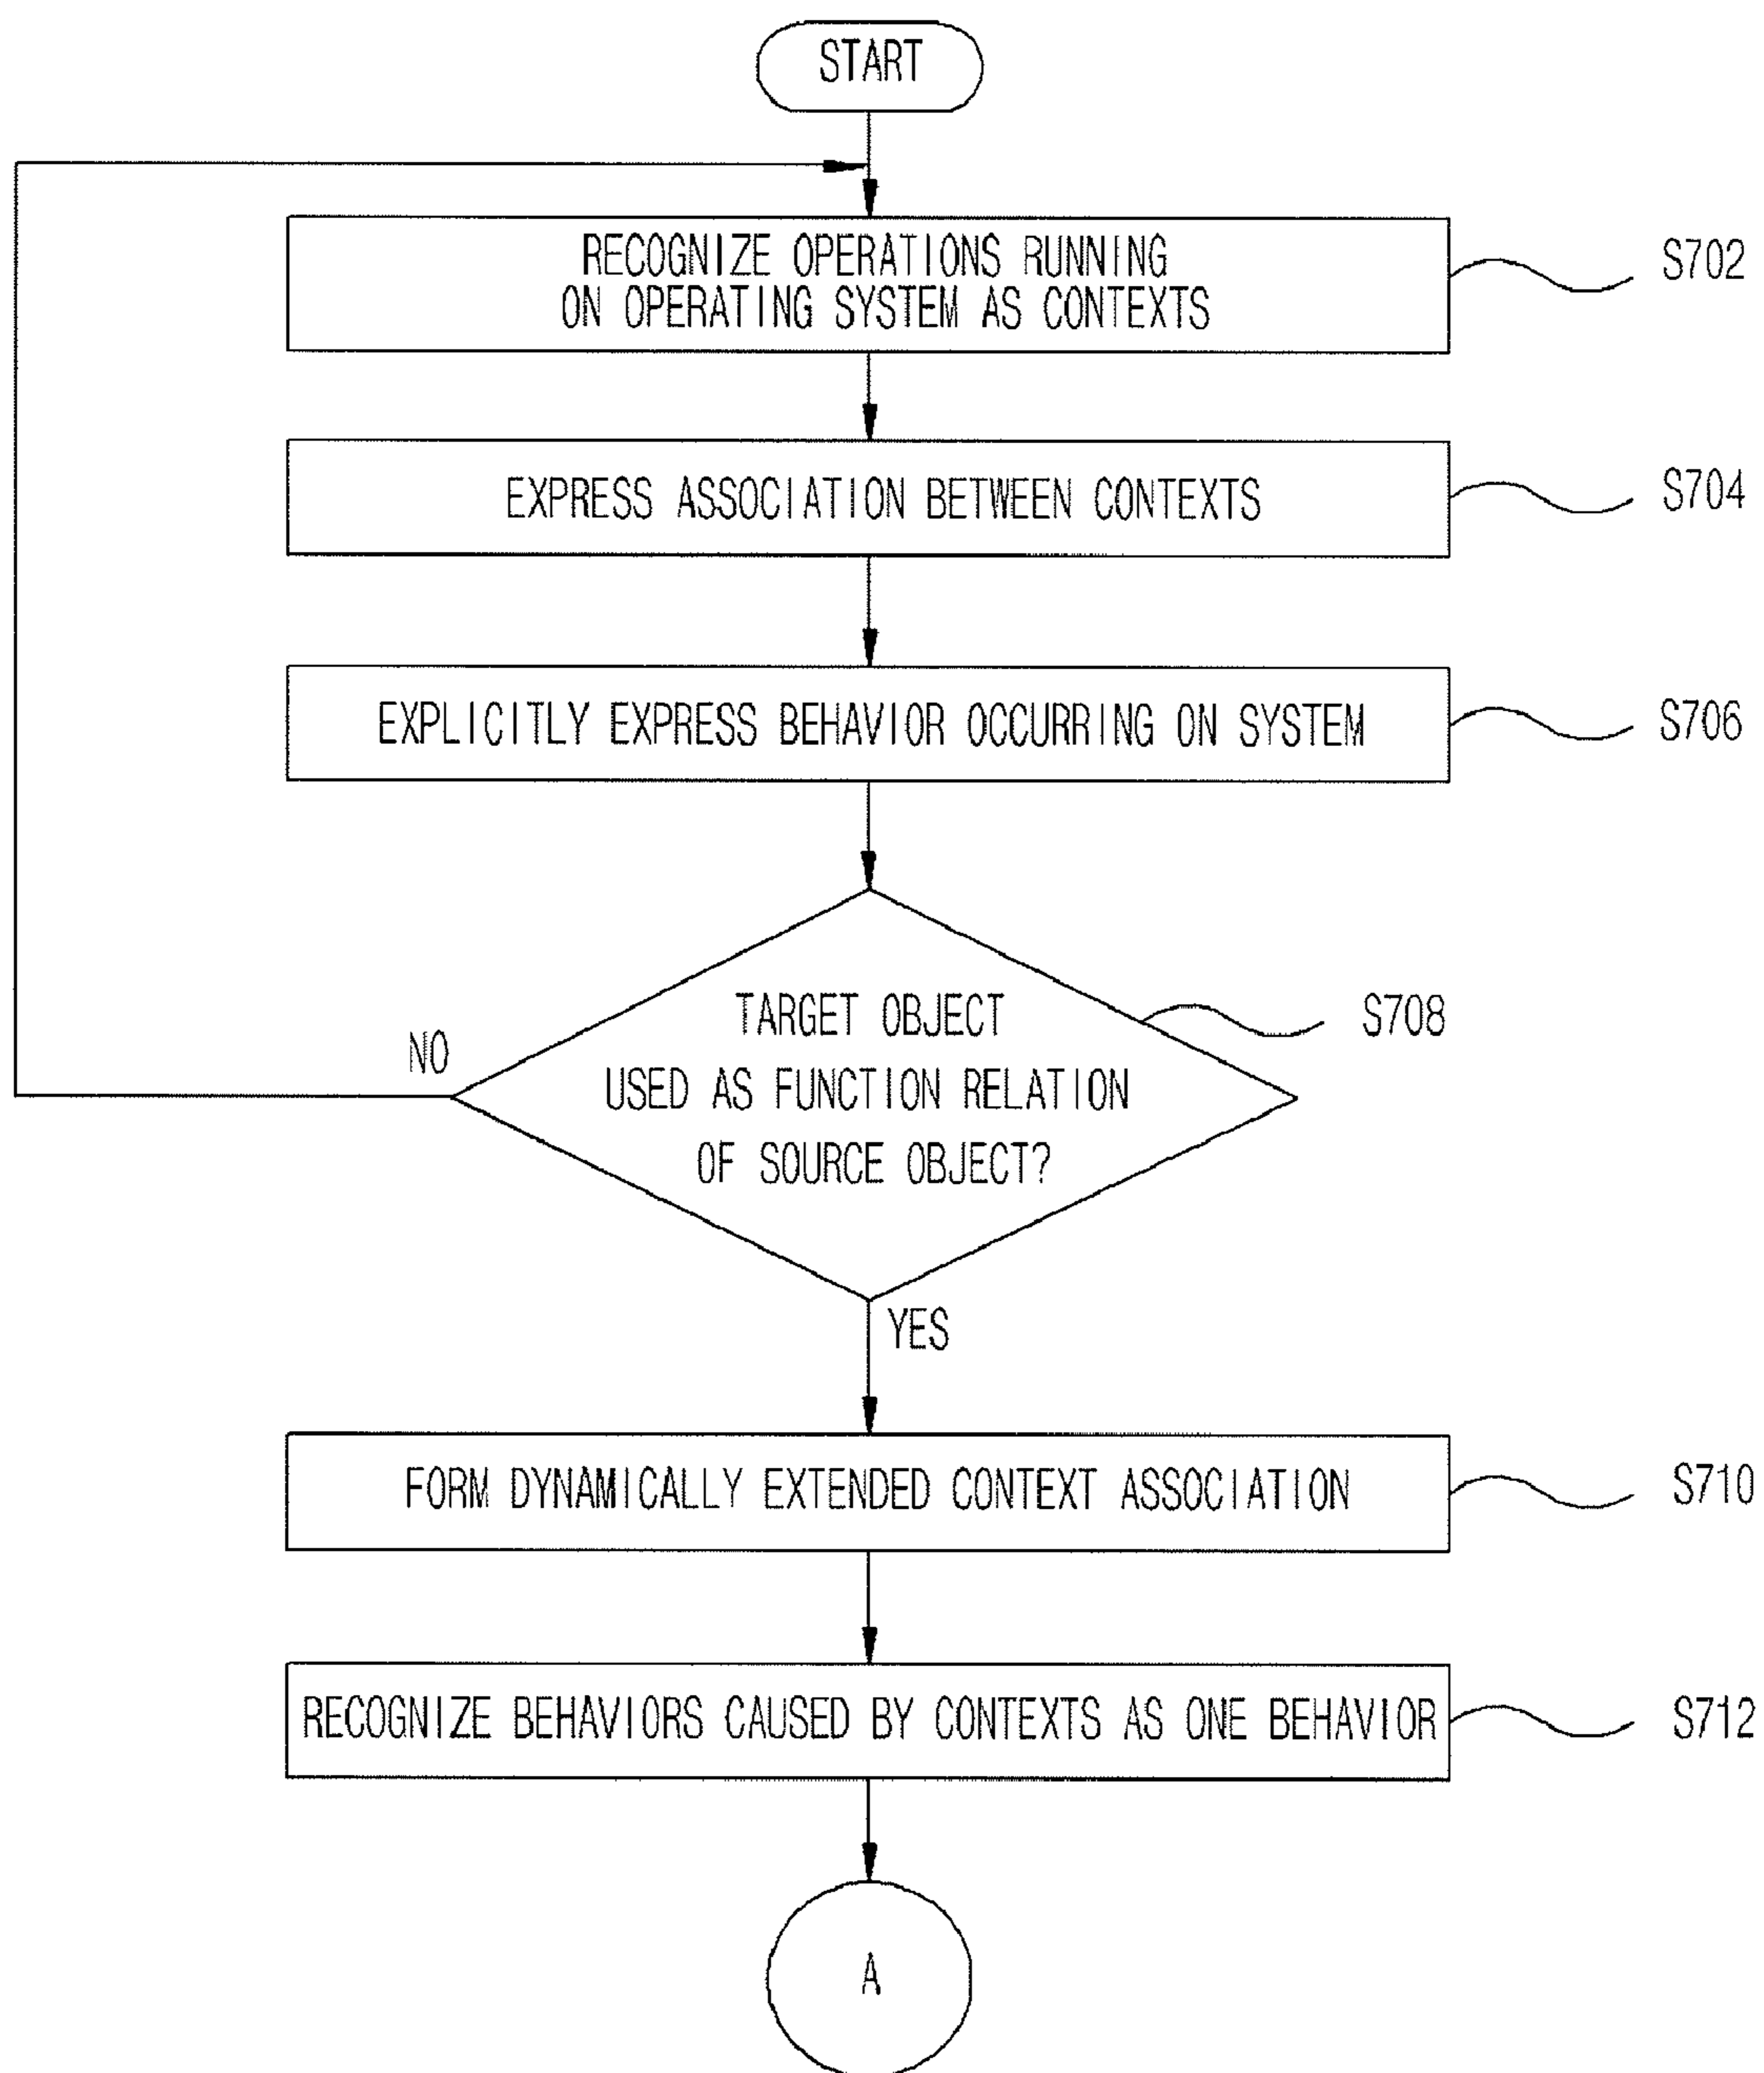 START
RECOGNIZE OPERATIONS RUNNING
ON OPERATING SYSTEM AS CONTEXTS
S702
EXPRESS ASSOCIATION BETWEEN CONTEXTS
S704
EXPLICITLY EXPRESS BEHAVIOR OCCURRING ON SYSTEM
S706
TARGET OBJECT
USED AS FUNCTION RELATION
OF SOURCE OBJECT?
S708
NO
YES
FORM DYNAMICALLY EXTENDED CONTEXT ASSOCIATION
S710
RECOGNIZE BEHAVIORS CAUSED BY CONTEXTS AS ONE BEHAVIOR
S712
A